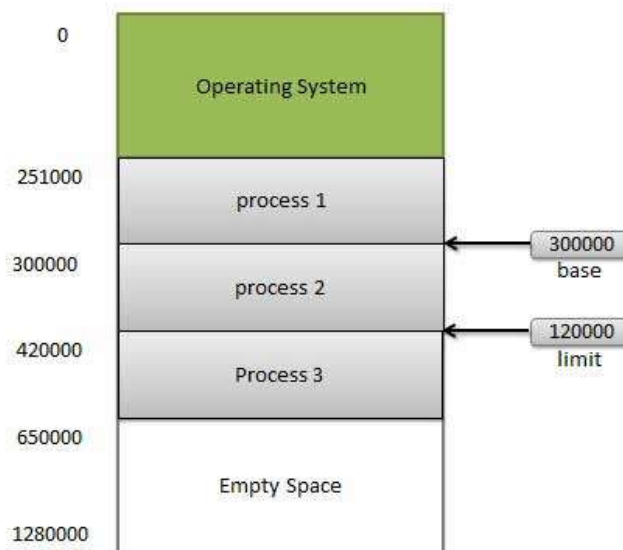 0
Operating System
251000
process 1
300000
base
300000
process 2
120000
limit
420000
Process 3
650000
Empty Space
1280000